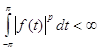 ∫_{-π}^{π} |f(t)|^p dt < ∞